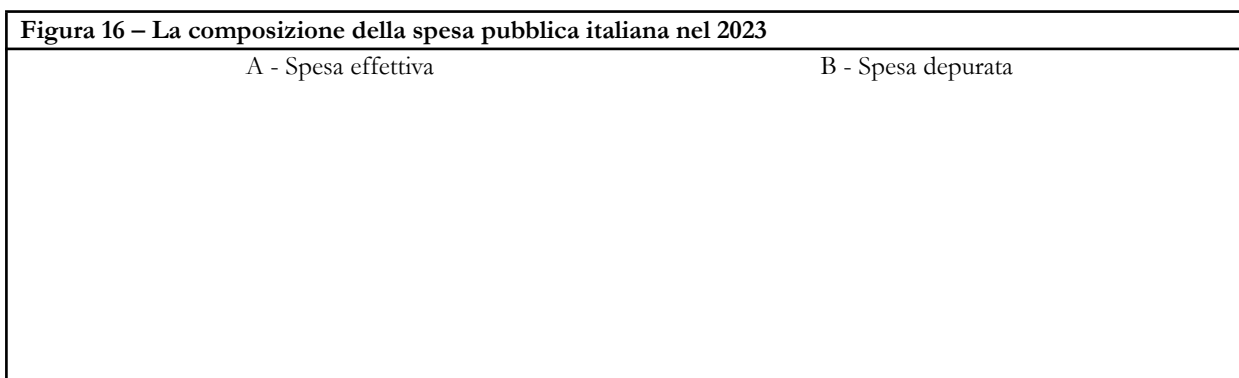 Figura 16 – La composizione della spesa pubblica italiana nel 2023
A - Spesa effettiva B - Spesa depurata